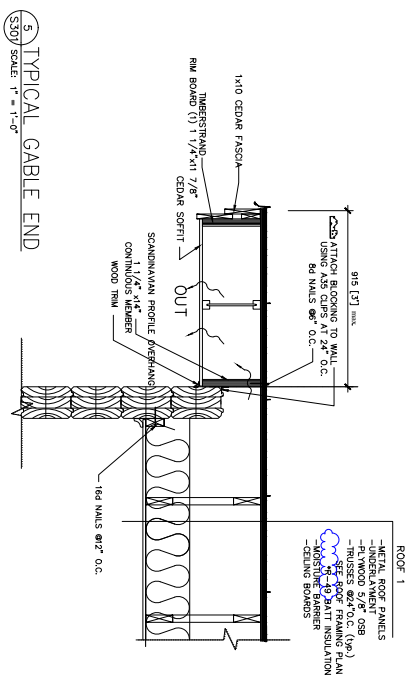 ROOF 1
-METAL ROOF PANELS
-UNDERLAYMENT
-PLYWOOD 5/8" OSB
-TRUSSES @24"O.C. (typ.)
SEE ROOF FRAMING PLAN
-R-49 BATT INSULATION
-MOISTURE BARRIER
-CEILING BOARDS
915 [3'] max.
ATTACH BLOCKING TO WALL
USING A35 CLIPS AT 24" O.C.
8d NAILS @6" O.C.
1x10 CEDAR FASCIA
TIMBERSTRAND
RIM BOARD (1) 1 1/4"x11 7/8"
CEDAR SOFFIT
OUT
SCANDINAVIAN PROFILE OVERHANG
1 1/4" x14"
CONTINUOUS MEMBER
WOOD TRIM
16d NAILS @12" O.C.
5
S301
TYPICAL GABLE END
SCALE: 1" = 1'-0"